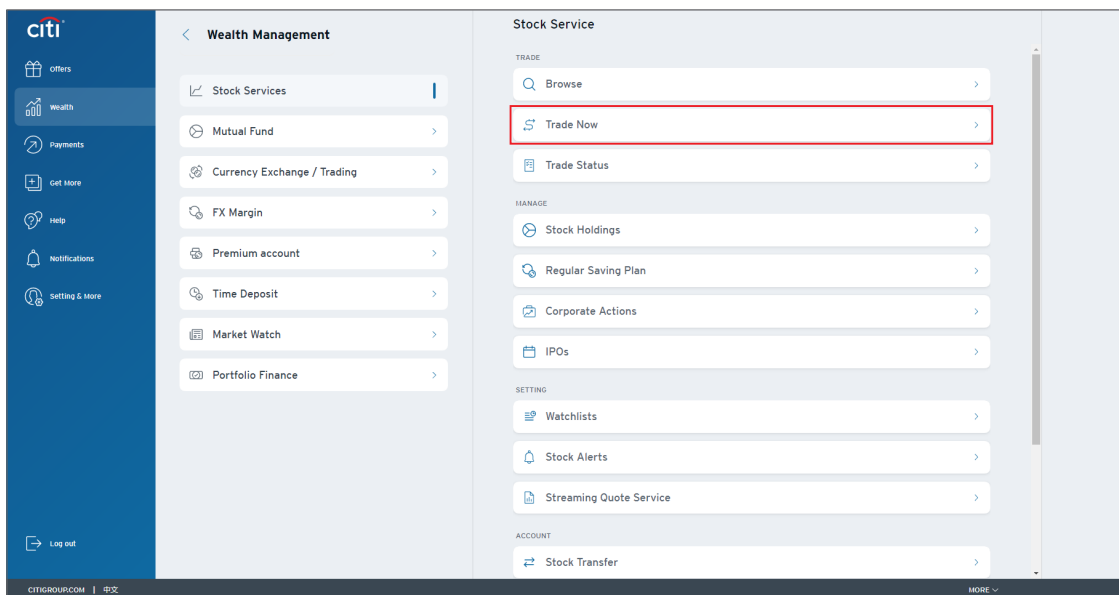 citi
Offers
Wealth
Payments
Get More
Help
Notifications
Setting & More
Log out
Wealth Management
Stock Services
Mutual Fund
Currency Exchange / Trading
FX Margin
Premium account
Time Deposit
Market Watch
Portfolio Finance
Stock Service
TRADE
Browse
Trade Now
Trade Status
MANAGE
Stock Holdings
Regular Saving Plan
Corporate Actions
IPOs
SETTING
Watchlists
Stock Alerts
Streaming Quote Service
ACCOUNT
Stock Transfer
CITIGROUP.COM | 中文
MORE